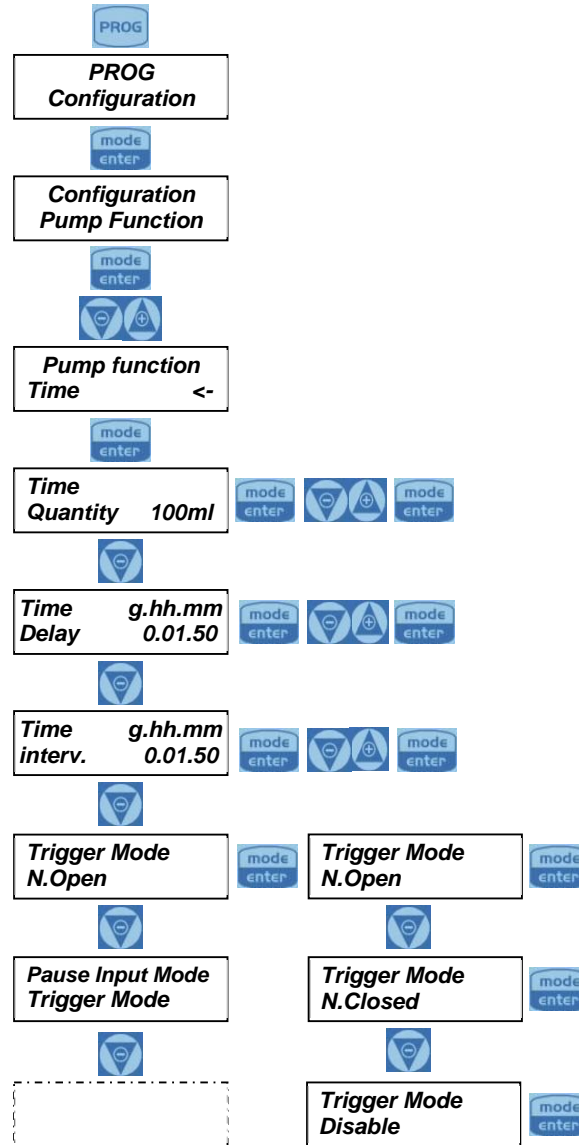 PROG
PROG
Configuration
mode
enter
Configuration
Pump Function
mode
enter
Pump function
Time <-
mode
enter
Time
Quantity 100ml
mode
enter
mode
enter
Time g.hh.mm
Delay 0.01.50
mode
enter
mode
enter
Time g.hh.mm
interv. 0.01.50
mode
enter
mode
enter
Trigger Mode
N.Open
mode
enter
Trigger Mode
N.Open
mode
enter
Pause Input Mode
Trigger Mode
Trigger Mode
N.Closed
mode
enter
Trigger Mode
Disable
mode
enter